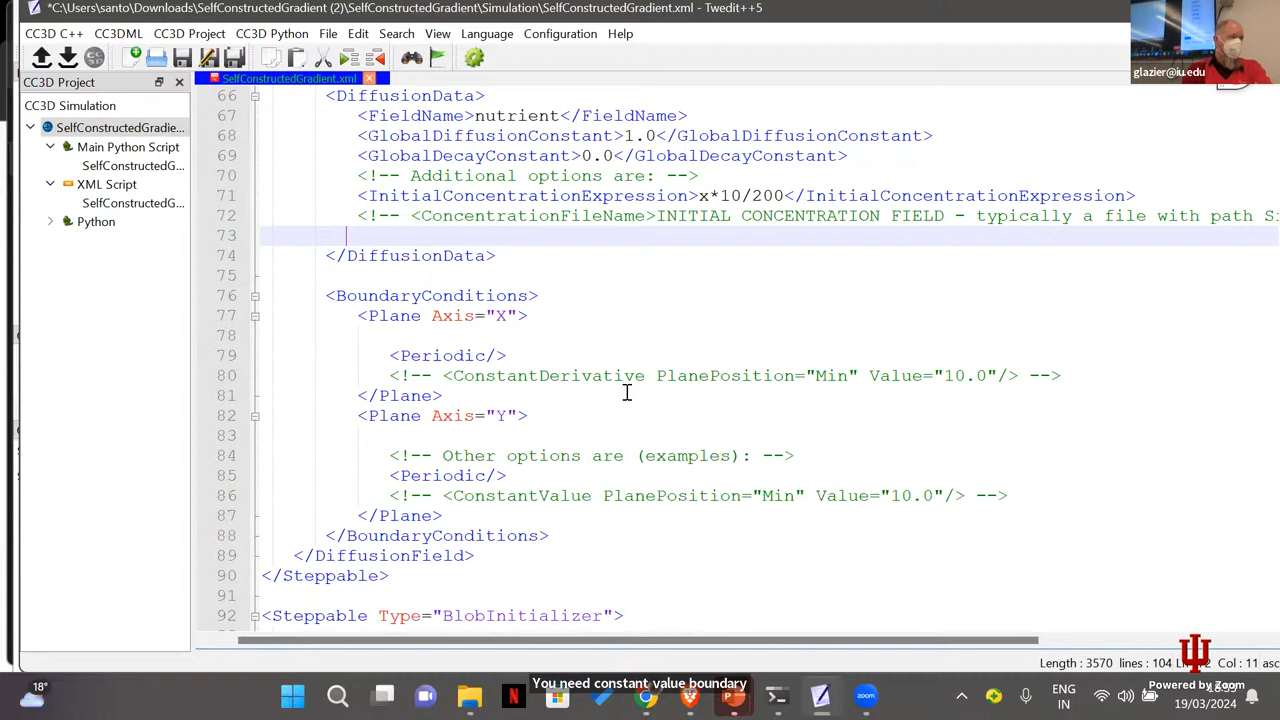 *C:\Users\santo\Downloads\SelfConstructedGradient (2)\SelfConstructedGradient\Simulation\SelfConstructedGradient.xml - Twedit++5
CC3D C++ CC3DML CC3D Project CC3D Python File Edit Search View Language Configuration Help
glazier@iu.edu
CC3D Project
SelfConstructedGradient.xml
CC3D Simulation
SelfConstructedGradie...
Main Python Script
SelfConstructedG...
XML Script
SelfConstructedG...
Python
66 <DiffusionData>
67 <FieldName>nutrient</FieldName>
68 <GlobalDiffusionConstant>1.0</GlobalDiffusionConstant>
69 <GlobalDecayConstant>0.0</GlobalDecayConstant>
70 <!-- Additional options are: -->
71 <InitialConcentrationExpression>x*10/200</InitialConcentrationExpression>
72 <!-- <ConcentrationFileName>INITIAL CONCENTRATION FIELD - typically a file with path S
73
74 </DiffusionData>
75
76 <BoundaryConditions>
77 <Plane Axis="X">
78
79 <Periodic/>
80 <!-- <ConstantDerivative PlanePosition="Min" Value="10.0"/> -->
81 </Plane>
82 <Plane Axis="Y">
83
84 <!-- Other options are (examples): -->
85 <Periodic/>
86 <!-- <ConstantValue PlanePosition="Min" Value="10.0"/> -->
87 </Plane>
88 </BoundaryConditions>
89 </DiffusionField>
90 </Steppable>
91
92 <Steppable Type="BlobInitializer">
Length : 3570 lines : 104 Col : 11
You need constant value boundary
Powered by Zoom
18°
zoom
ENG
IN
19/03/2024